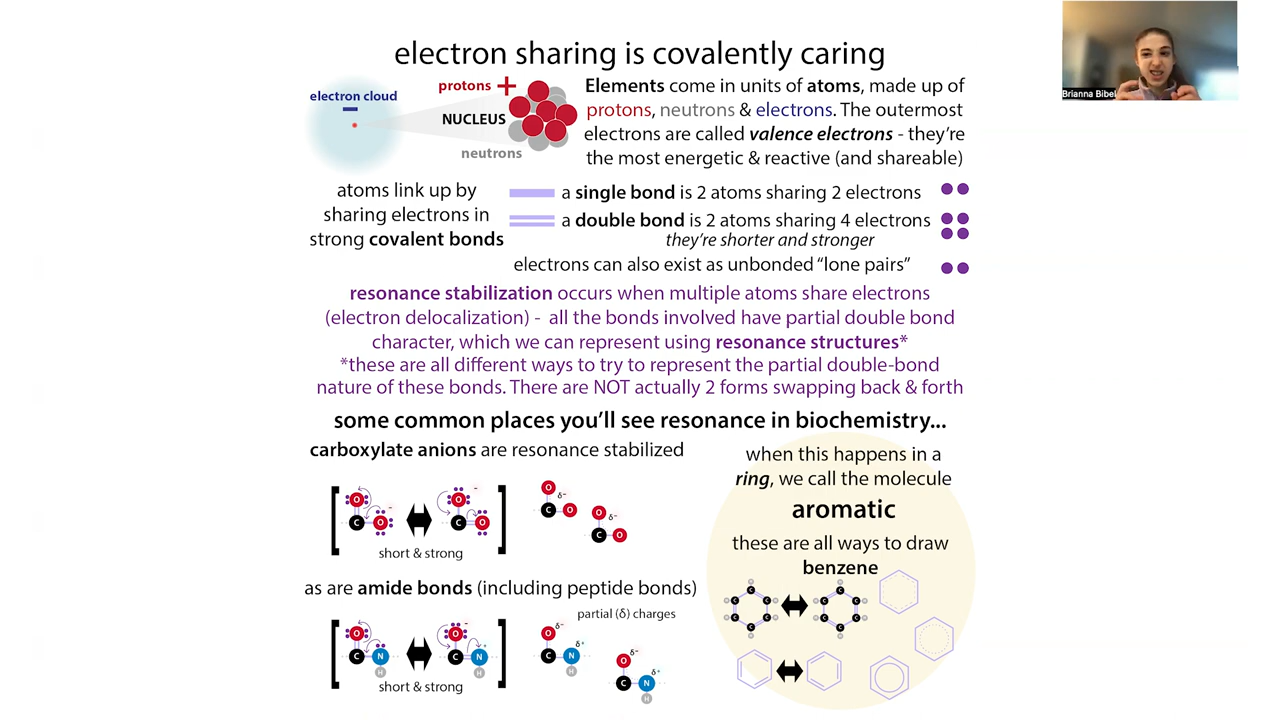 electron sharing is covalently caring
electron cloud
protons
NUCLEUS
neutrons
Elements come in units of atoms, made up of
protons, neutrons & electrons. The outermost
electrons are called valence electrons - they're
the most energetic & reactive (and shareable)
atoms link up by
sharing electrons in
strong covalent bonds
a single bond is 2 atoms sharing 2 electrons
a double bond is 2 atoms sharing 4 electrons
they're shorter and stronger
electrons can also exist as unbonded “lone pairs”
resonance stabilization occurs when multiple atoms share electrons
(electron delocalization) - all the bonds involved have partial double bond
character, which we can represent using resonance structures*
*these are all different ways to try to represent the partial double-bond
nature of these bonds. There are NOT actually 2 forms swapping back & forth
some common places you'll see resonance in biochemistry...
carboxylate anions are resonance stabilized
O O
C O C O
short & strong
O δ-
C O
O δ-
C O
as are amide bonds (including peptide bonds)
partial (δ) charges
O O
C N C N
H H
short & strong
O δ-
C N δ+
H
O δ-
C N δ+
H
when this happens in a
ring, we call the molecule
aromatic
these are all ways to draw
benzene
Brianna Bibel